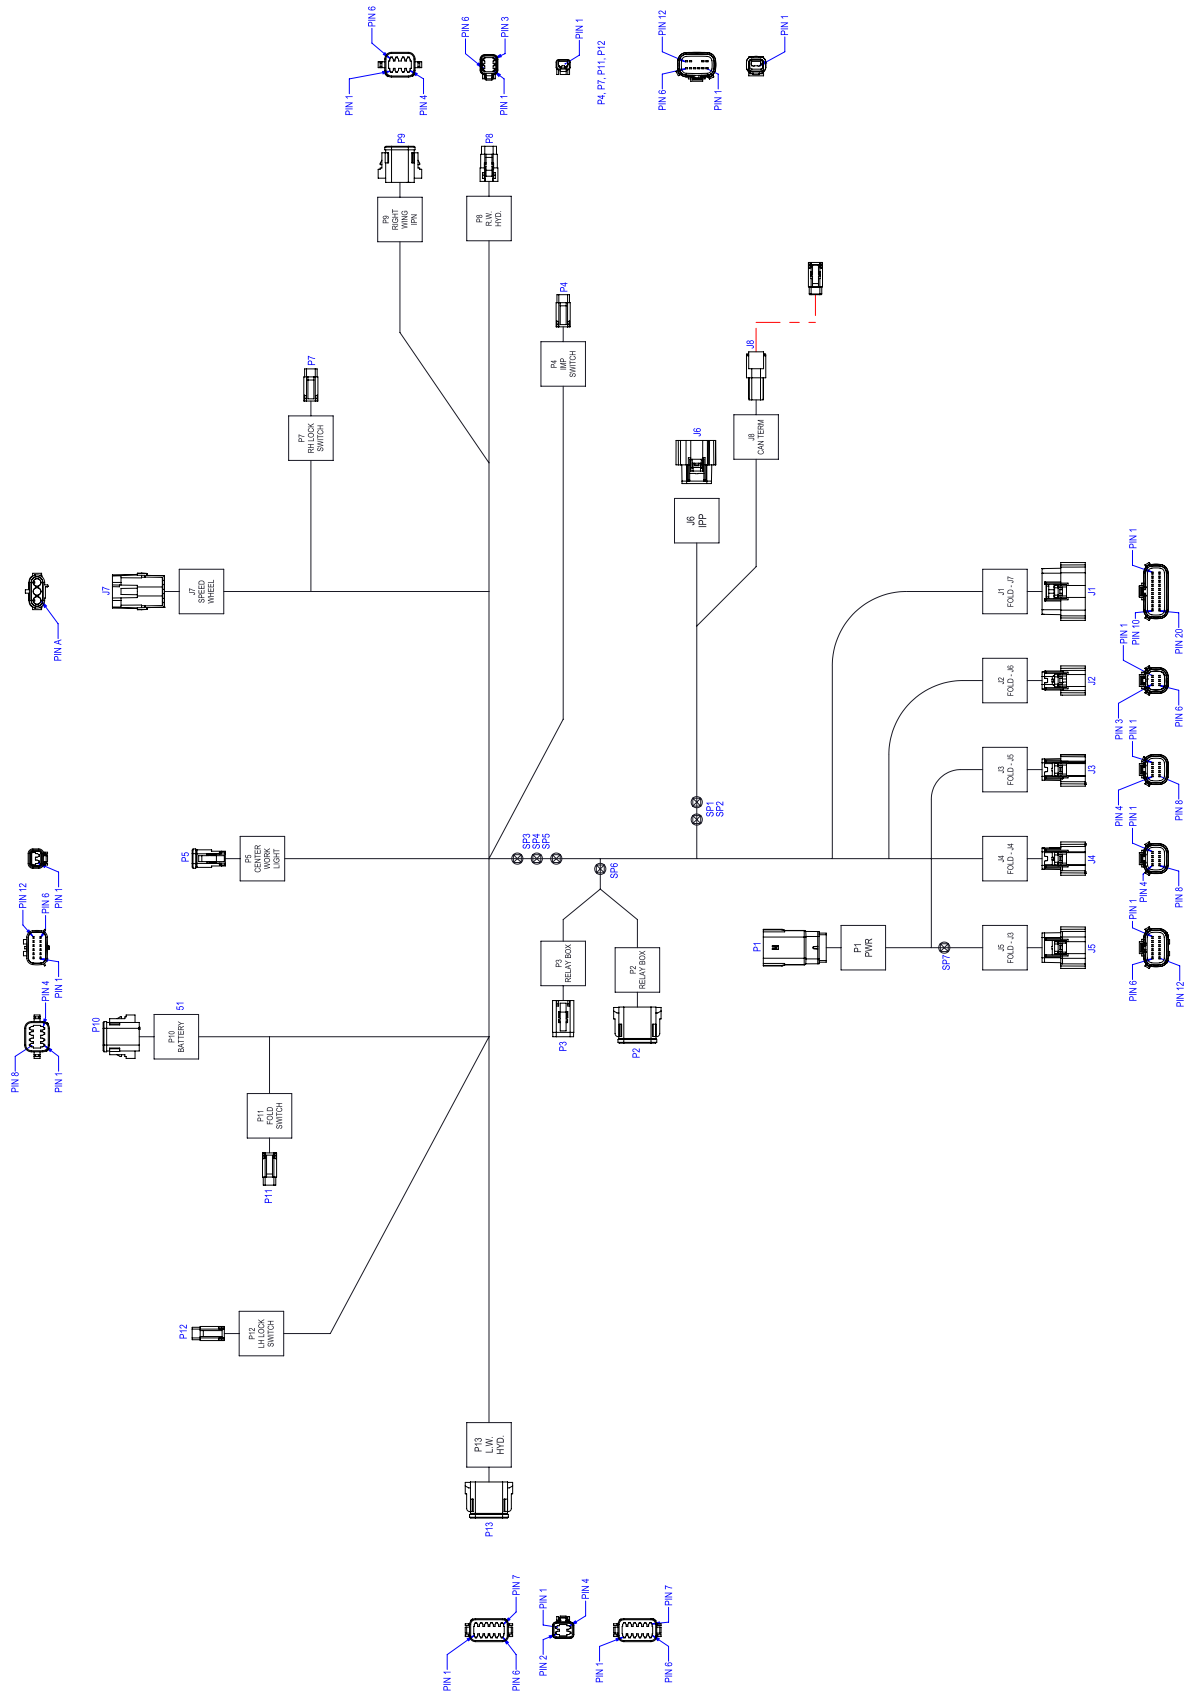 PIN 6
PIN 1
PIN 4
PIN 6
PIN 3
PIN 1
PIN 1
P4, P7, P11, P12
PIN 12
PIN 6
PIN 1
PIN 1
P9
P8
P9
RIGHT
WING
IPN
P8
R.W.
HYD.
P4
P4
IMP
SWITCH
P7
P7
RH LOCK
SWITCH
J8
J8
CAN TERM
J6
J6
IPP
PIN A
J7
J7
SPEED
WHEEL
J1
FOLD - J7
J1
PIN 1
PIN 10
PIN 20
J2
FOLD - J6
J2
PIN 1
PIN 3
PIN 6
J3
FOLD - J5
J3
PIN 1
PIN 4
PIN 8
J4
FOLD - J4
J4
PIN 1
PIN 4
PIN 8
J5
FOLD - J3
J5
PIN 1
PIN 6
PIN 12
SP1
SP2
SP3
SP4
SP5
SP6
SP7
P5
P5
CENTER
WORK
LIGHT
PIN 1
PIN 12
PIN 6
PIN 1
PIN 4
PIN 8
PIN 1
P1
P1
PWR
P3
RELAY BOX
P3
P2
RELAY BOX
P2
P10
P10
BATTERY
51
P11
FOLD
SWITCH
P11
P12
P12
LH LOCK
SWITCH
P13
L.W.
HYD.
P13
PIN 7
PIN 1
PIN 6
PIN 1
PIN 4
PIN 2
PIN 7
PIN 1
PIN 6